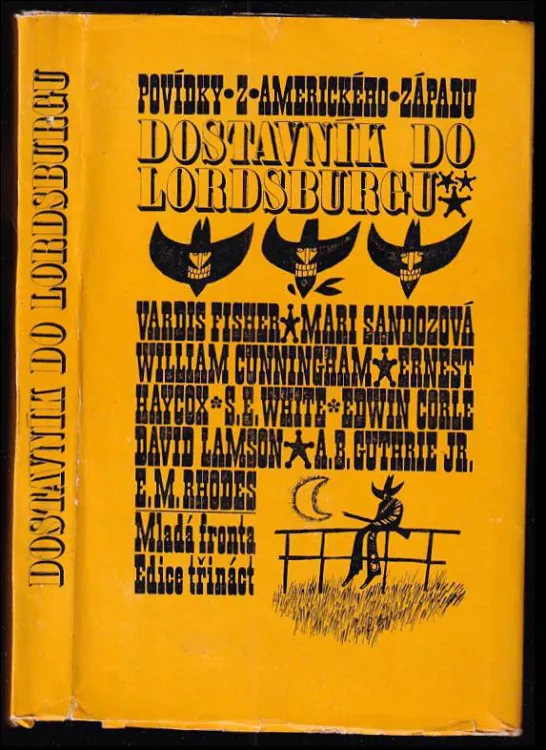 DOSTAVNÍK DO LORDSBURGU
POVÍDKY·Z·AMERICKÉHO·ZÁPADU
DOSTAVNÍK DO
LORDSBURGU
VARDIS FISHER★MARI SANDOZOVÁ
WILLIAM CUNNINGHAM★ERNEST
HAYCOX*S.E.WHITE*EDWIN CORLE
DAVID LAMSON★A.B.GUTHRIE JR.
E.M.RHODES
Mladá fronta
Edice třináct